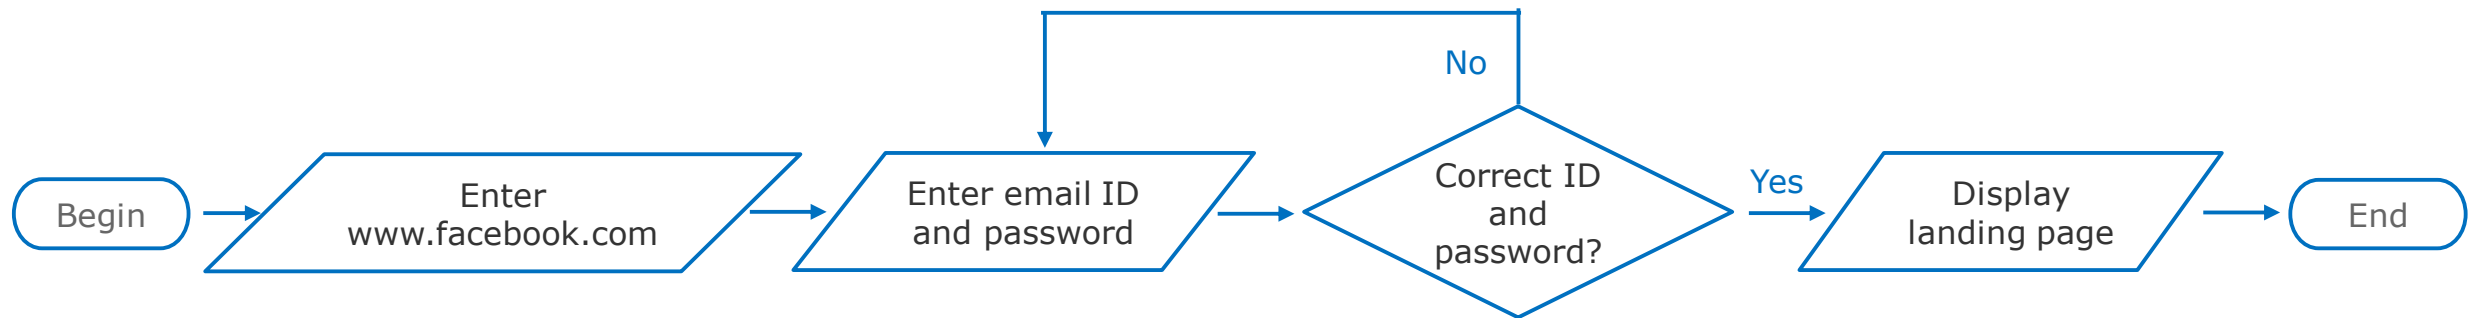 Begin
Enter
www.facebook.com
Enter email ID
and password
No
Correct ID
and
password?
Yes
Display
landing page
End